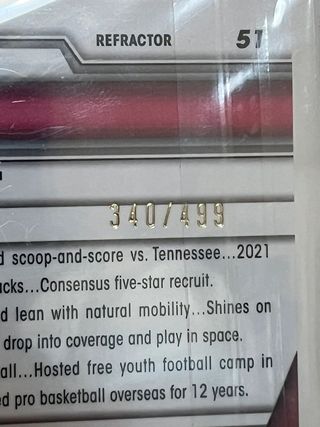 REFRACTOR 51
340/499
d scoop-and-score vs. Tennessee...2021
acks...Consensus five-star recruit.
d lean with natural mobility...Shines on
drop into coverage and play in space.
all...Hosted free youth football camp in
ed pro basketball overseas for 12 years.